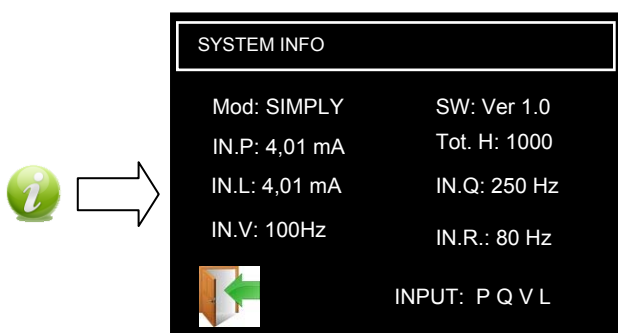 SYSTEM INFO
Mod: SIMPLY SW: Ver 1.0
IN.P: 4,01 mA Tot. H: 1000
IN.L: 4,01 mA IN.Q: 250 Hz
IN.V: 100Hz IN.R.: 80 Hz
INPUT: P Q V L